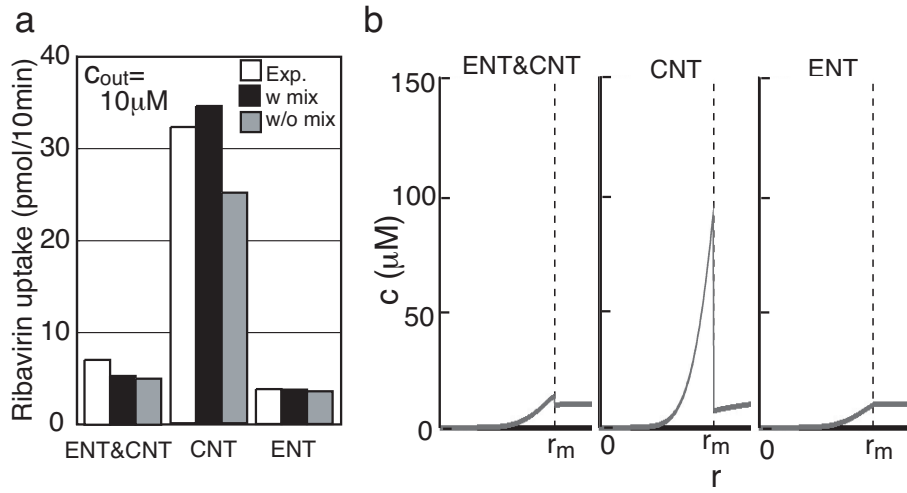 a
Ribavirin uptake (pmol/10min)
40
30
20
10
0
cout=
10μM
Exp.
w mix
w/o mix
ENT&CNT
CNT
ENT
b
c (μM)
150
100
50
0
ENT&CNT
CNT
ENT
rm
0
rm
0
rm
r